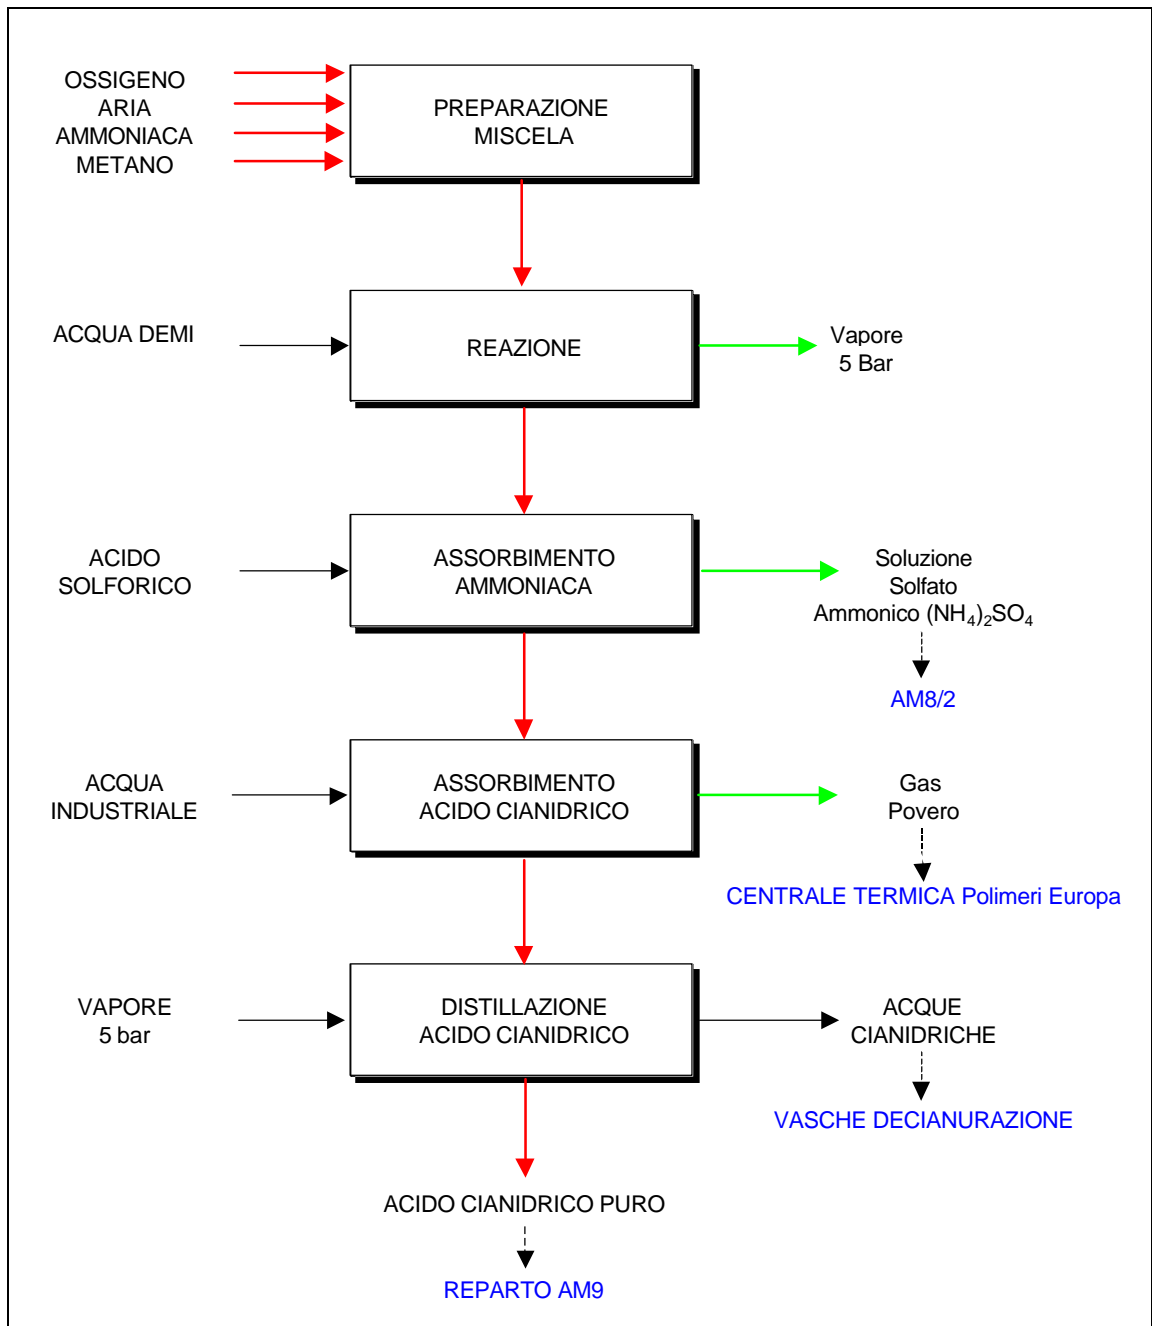 OSSIGENO
ARIA
AMMONIACA
METANO
PREPARAZIONE
MISCELA
ACQUA DEMI
REAZIONE
Vapore
5 Bar
ACIDO
SOLFORICO
ASSORBIMENTO
AMMONIACA
Soluzione
Solfato
Ammonico (NH₄)₂SO₄
AM8/2
ACQUA
INDUSTRIALE
ASSORBIMENTO
ACIDO CIANIDRICO
Gas
Povero
CENTRALE TERMICA Polimeri Europa
VAPORE
5 bar
DISTILLAZIONE
ACIDO CIANIDRICO
ACQUE
CIANIDRICHE
VASCHE DECIANURAZIONE
ACIDO CIANIDRICO PURO
REPARTO AM9